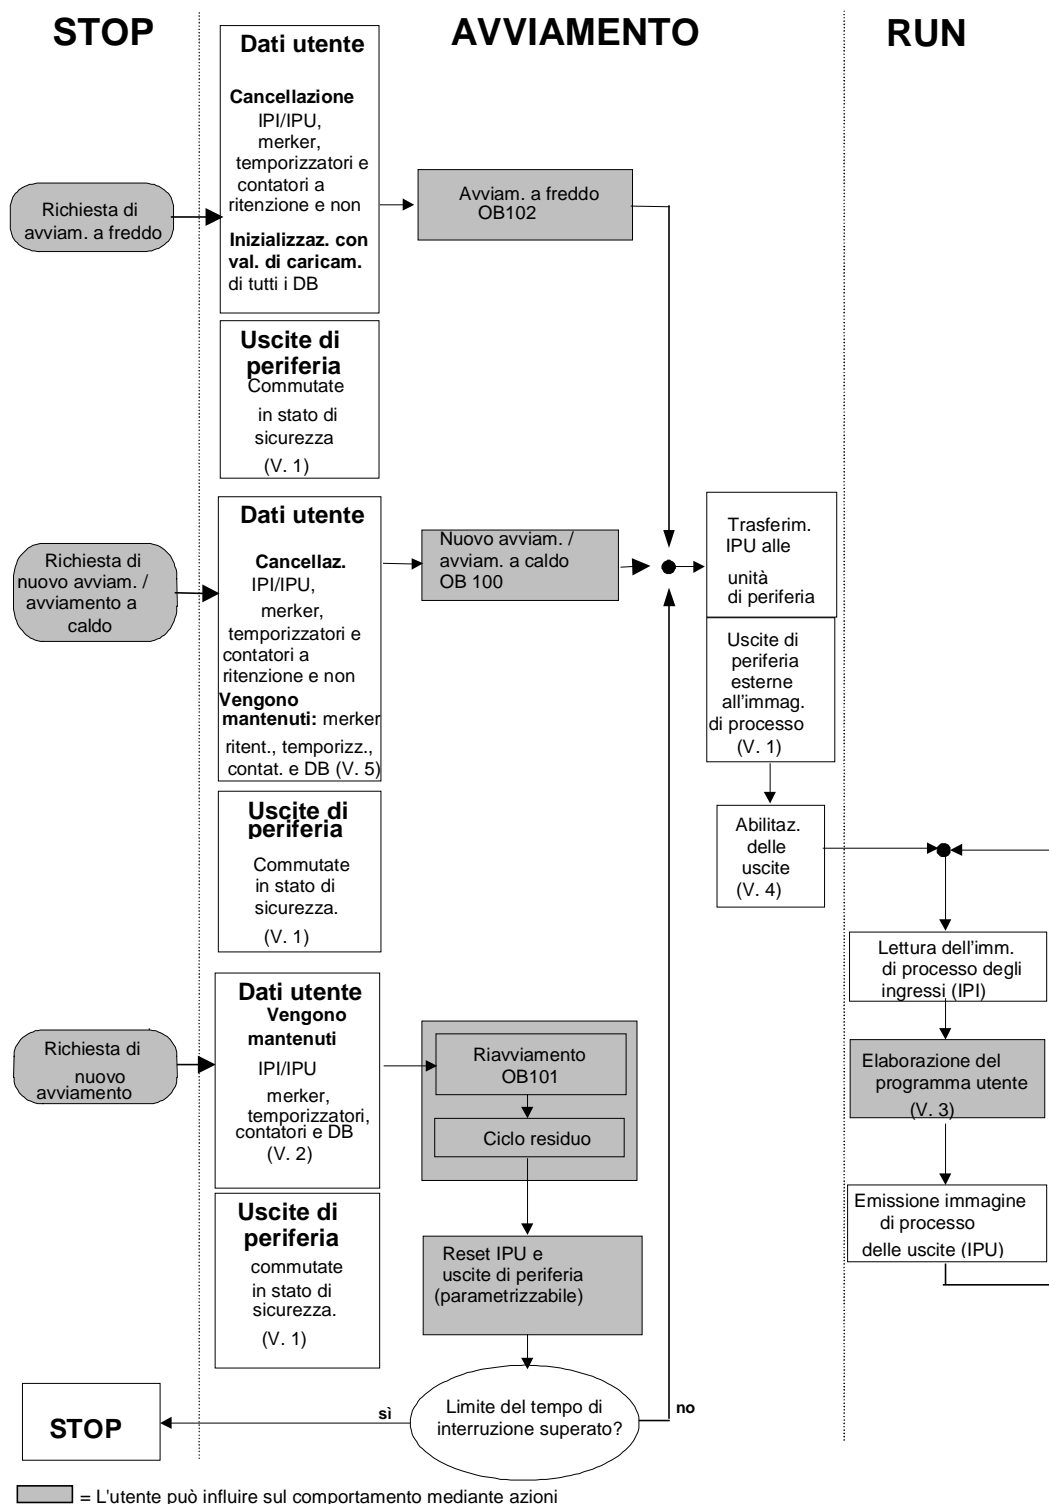 STOP
AVVIAMENTO
RUN
Dati utente
Cancellazione
IPI/IPU,
merker,
temporizzatori e
contatori a
ritenzione e non
Inizializzaz. con
val. di caricam.
di tutti i DB
Richiesta di
avviam. a freddo
Avviam. a freddo
OB102
Uscite di
periferia
Commutate
in stato di
sicurezza
(V. 1)
Dati utente
Cancellaz.
IPI/IPU,
merker,
temporizzatori e
contatori a
ritenzione e non
Vengono
mantenuti: merker
ritent., temporizz.,
contat. e DB (V. 5)
Richiesta di
nuovo avviam. /
avviamento a
caldo
Nuovo avviam. /
avviam. a caldo
OB 100
Trasferim.
IPU alle
unità
di periferia
Uscite di
periferia
esterne
all'immag.
di processo
(V. 1)
Abilitaz.
delle
uscite
(V. 4)
Uscite di
periferia
Commutate
in stato di
sicurezza.
(V. 1)
Lettura dell'imm.
di processo degli
ingressi (IPI)
Elaborazione del
programma utente
(V. 3)
Emissione immagine
di processo
delle uscite (IPU)
Dati utente
Vengono
mantenuti
IPI/IPU
merker,
temporizzatori,
contatori e DB
(V. 2)
Richiesta di
nuovo
avviamento
Riavviamento
OB101
Ciclo residuo
Uscite di
periferia
commutate
in stato di
sicurezza.
(V. 1)
Reset IPU e
uscite di periferia
(parametrizzabile)
Limite del tempo di
interruzione superato?
sì
no
STOP
= L'utente può influire sul comportamento mediante azioni